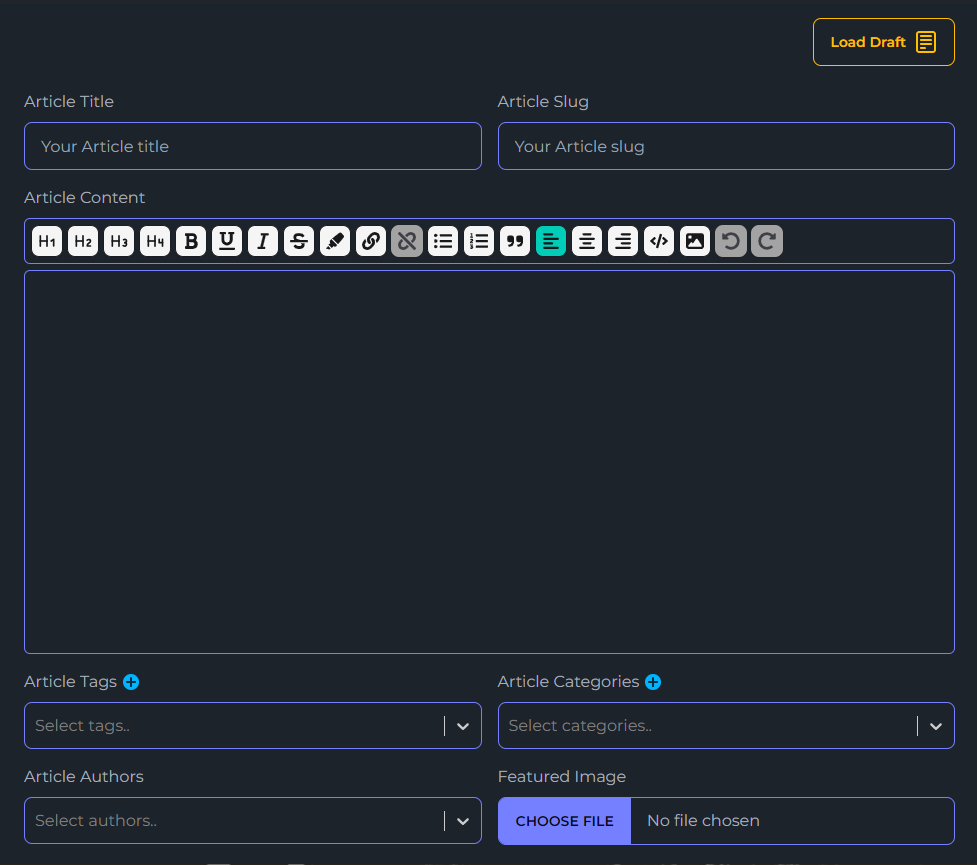 Load Draft
Article Title
Article Slug
Your Article title
Your Article slug
Article Content
H1 H2 H3 H4 B U I S
Article Tags
Article Categories
Select tags..
Select categories..
Article Authors
Featured Image
Select authors..
CHOOSE FILE
No file chosen